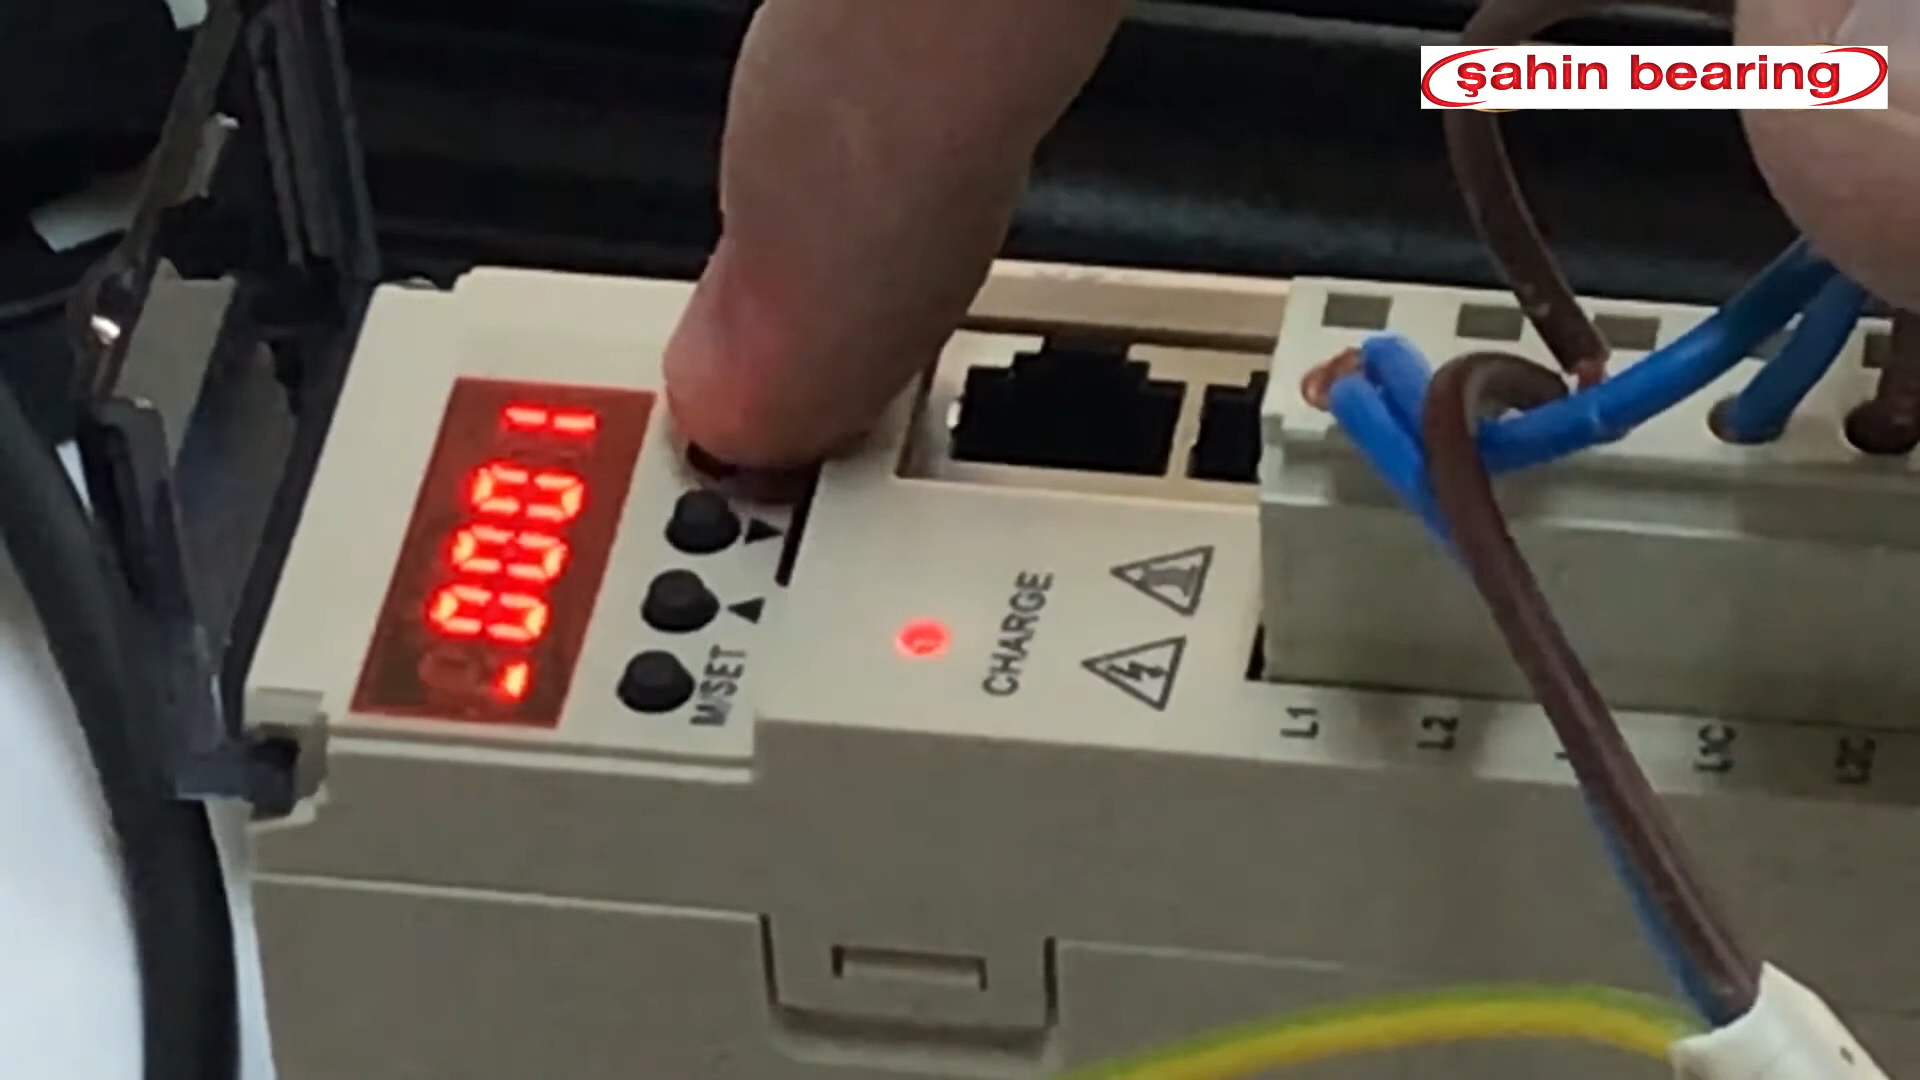 şahin bearing
M/SET
CHARGE
L1
L2
L1C
L2C